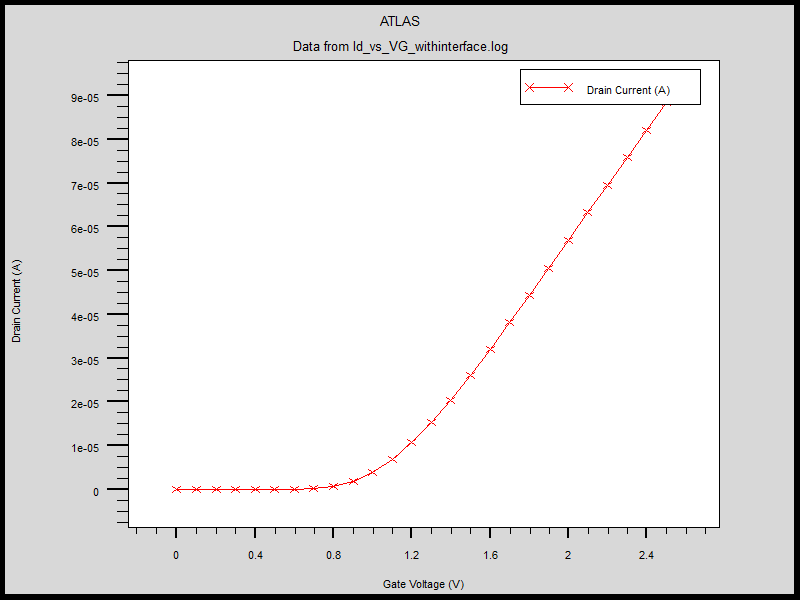 ATLAS
Data from Id_vs_VG_withinterface.log
Drain Current (A)
9e-05
8e-05
7e-05
6e-05
5e-05
4e-05
3e-05
2e-05
1e-05
0
Drain Current (A)
0 0.4 0.8 1.2 1.6 2 2.4
Gate Voltage (V)